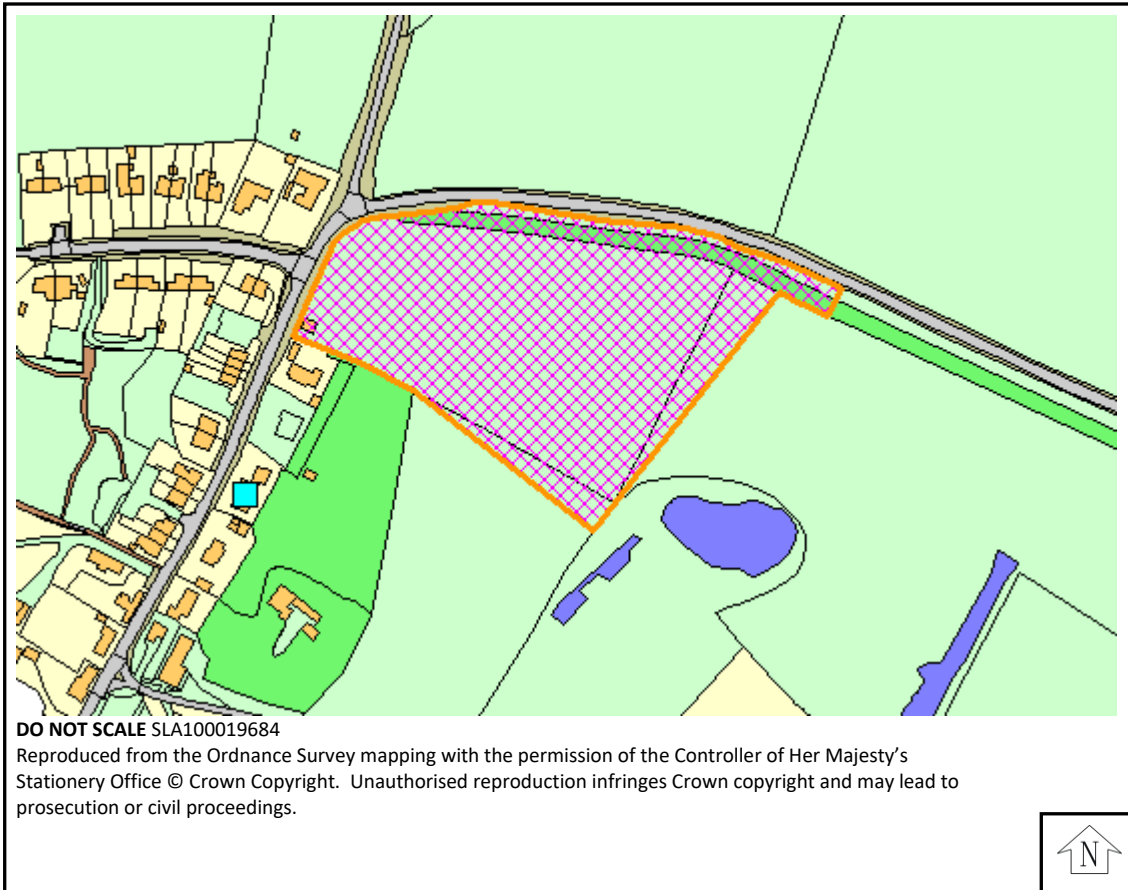 DO NOT SCALE SLA100019684
Reproduced from the Ordnance Survey mapping with the permission of the Controller of Her Majesty's
Stationery Office © Crown Copyright. Unauthorised reproduction infringes Crown copyright and may lead to
prosecution or civil proceedings.
N